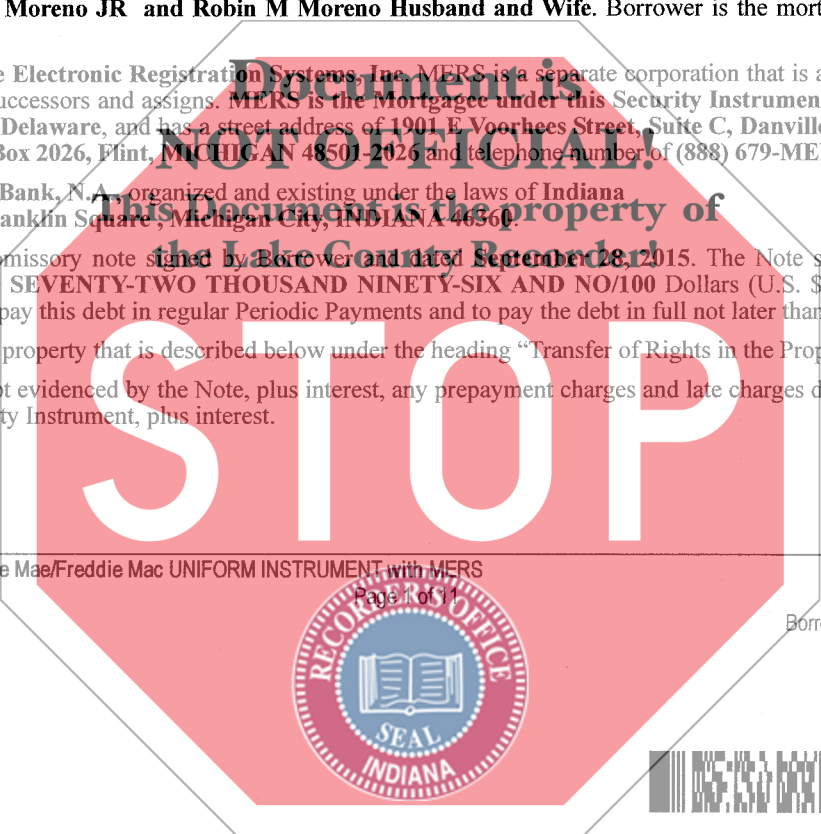 Moreno JR and Robin M Moreno Husband and Wife. Borrower is the mort
Document is
e Electronic Registration Systems, Inc. MERS is a separate corporation that is a
uccessors and assigns. MERS is the Mortgagee under this Security Instrumen
Delaware, and has a street address of 1901 E Voorhees Street, Suite C, Danville
NOT OFFICIAL!
Box 2026, Flint, MICHIGAN 48501-2026 and telephone number of (888) 679-ME
Bank, N.A., organized and existing under the laws of Indiana
This Document is the property of
anklin Square , Michigan City, INDIANA 46360.
the Lake County Recorder!
missory note signed by Borrower and dated September 28, 2015. The Note s
SEVENTY-TWO THOUSAND NINETY-SIX AND NO/100 Dollars (U.S. $
pay this debt in regular Periodic Payments and to pay the debt in full not later than
property that is described below under the heading “Transfer of Rights in the Prop
t evidenced by the Note, plus interest, any prepayment charges and late charges d
ty Instrument, plus interest.
STOP
e Mae/Freddie Mac UNIFORM INSTRUMENT with MERS
Page 1 of 11
Borr
RECORDER'S OFFICE
SEAL
INDIANA